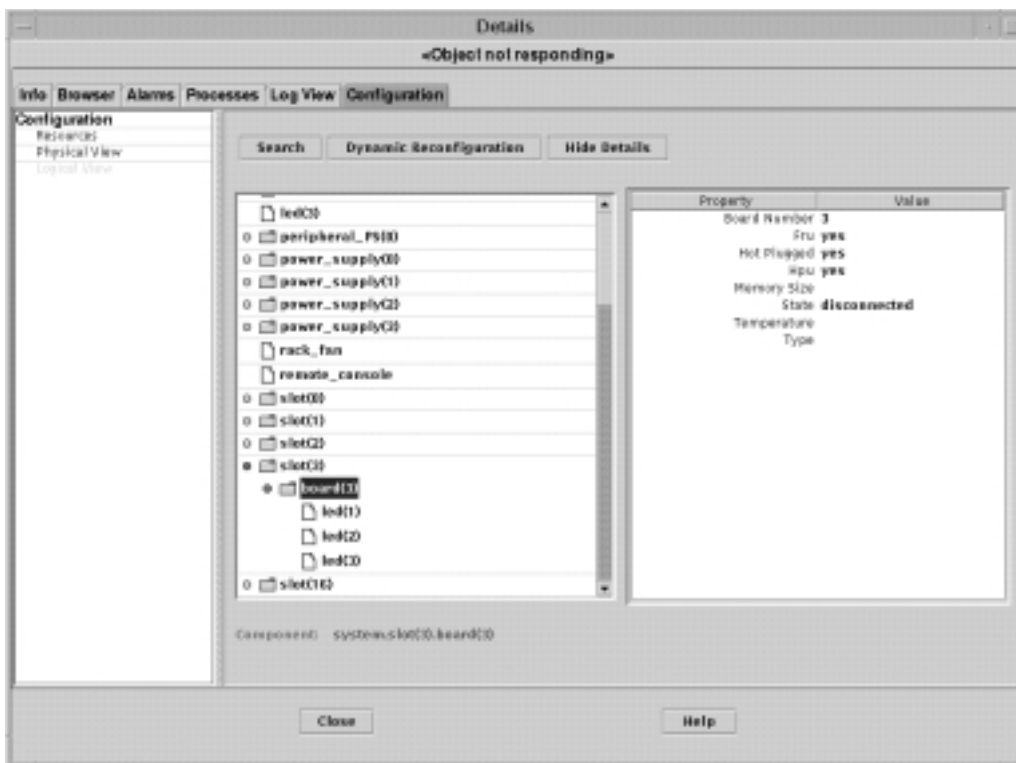 Details
<Object not responding>
Info Browser Alarms Processes Log View Configuration
Configuration
Resources
Physical View
Logical View
Search Dynamic Reconfiguration Hide Details
led(3)
peripheral_PS(0)
power_supply(0)
power_supply(1)
power_supply(2)
power_supply(3)
rack_fan
remote_console
slot(0)
slot(1)
slot(2)
slot(3)
board(3)
led(1)
led(2)
led(3)
slot(16)
Property Value
Board Number 3
Fru yes
Hot Plugged yes
Hpu yes
Memory Size
State disconnected
Temperature
Type
Component: system.slot(3).board(3)
Close Help